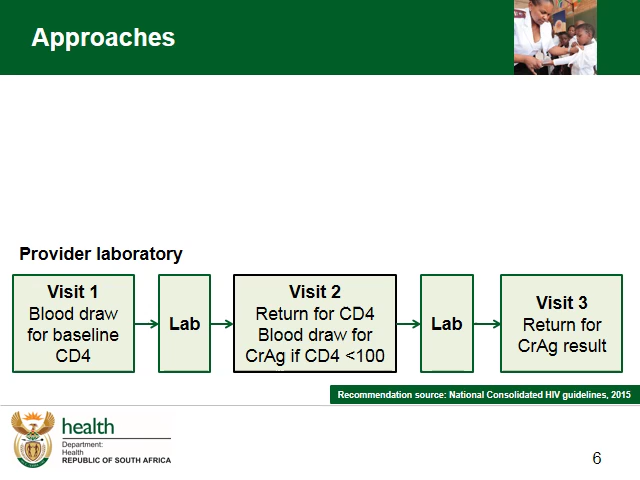 Approaches
Provider laboratory
Visit 1
Blood draw
for baseline
CD4
Lab
Visit 2
Return for CD4
Blood draw for
CrAg if CD4 <100
Lab
Visit 3
Return for
CrAg result
Recommendation source: National Consolidated HIV guidelines, 2015
health
Department:
Health
REPUBLIC OF SOUTH AFRICA
6